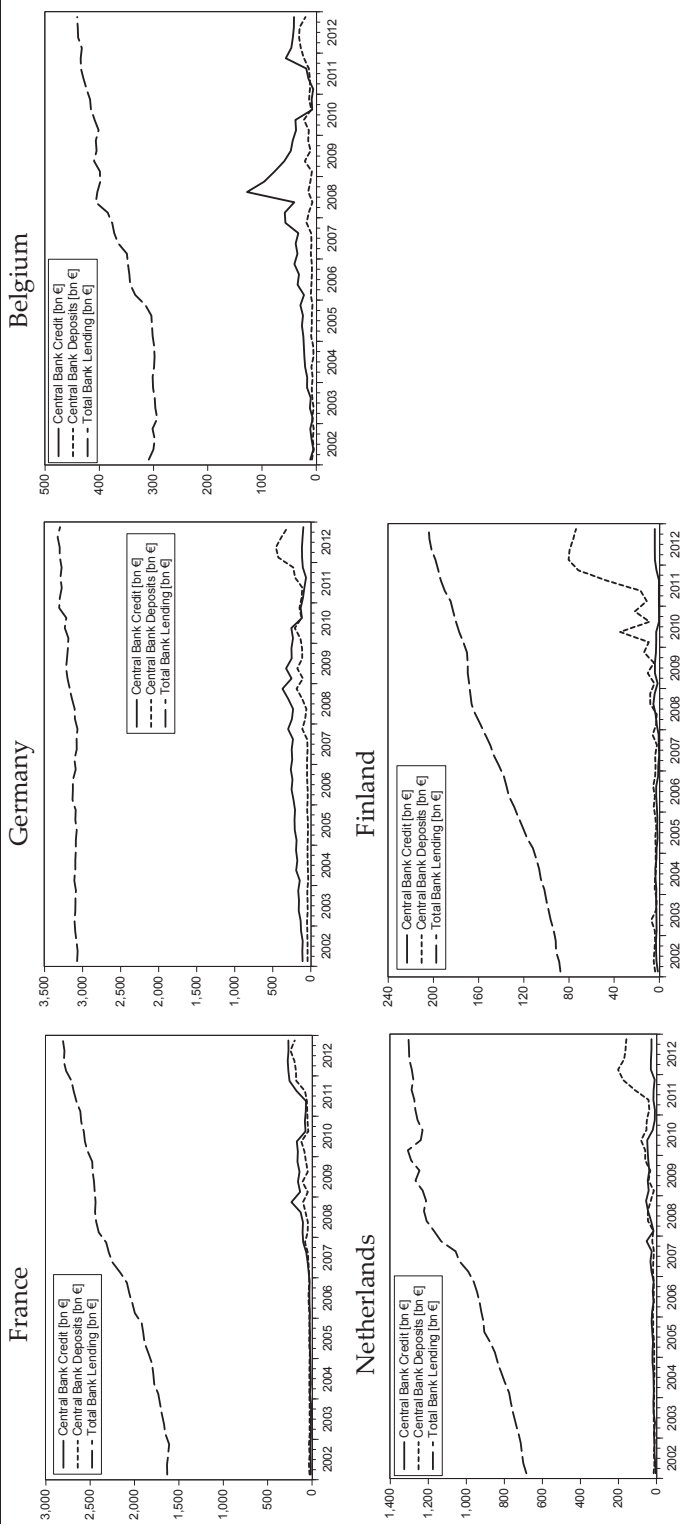 France
3,000
2,500
2,000
1,500
1,000
500
0
Central Bank Credit [bn €]
Central Bank Deposits [bn €]
Total Bank Lending [bn €]
2002 2003 2004 2005 2006 2007 2008 2009 2010 2011 2012
Germany
3,500
3,000
2,500
2,000
1,500
1,000
500
0
Central Bank Credit [bn €]
Central Bank Deposits [bn €]
Total Bank Lending [bn €]
2002 2003 2004 2005 2006 2007 2008 2009 2010 2011 2012
Belgium
500
400
300
200
100
0
Central Bank Credit [bn €]
Central Bank Deposits [bn €]
Total Bank Lending [bn €]
2002 2003 2004 2005 2006 2007 2008 2009 2010 2011 2012
Netherlands
1,400
1,200
1,000
800
600
400
200
0
Central Bank Credit [bn €]
Central Bank Deposits [bn €]
Total Bank Lending [bn €]
2002 2003 2004 2005 2006 2007 2008 2009 2010 2011 2012
Finland
240
200
160
120
80
40
0
Central Bank Credit [bn €]
Central Bank Deposits [bn €]
Total Bank Lending [bn €]
2002 2003 2004 2005 2006 2007 2008 2009 2010 2011 2012